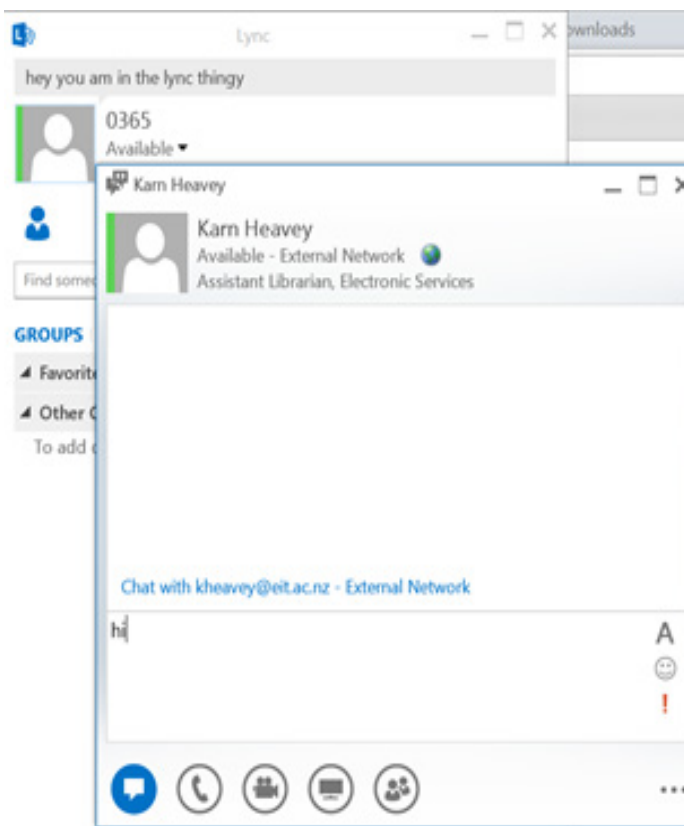 Lync
ownloads
hey you am in the lync thingy
0365
Available
Karn Heavey
Karn Heavey
Available - External Network
Assistant Librarian, Electronic Services
Find some
GROUPS
Favorite
Other
To add
Chat with kheavey@eit.ac.nz - External Network
hi
A
!